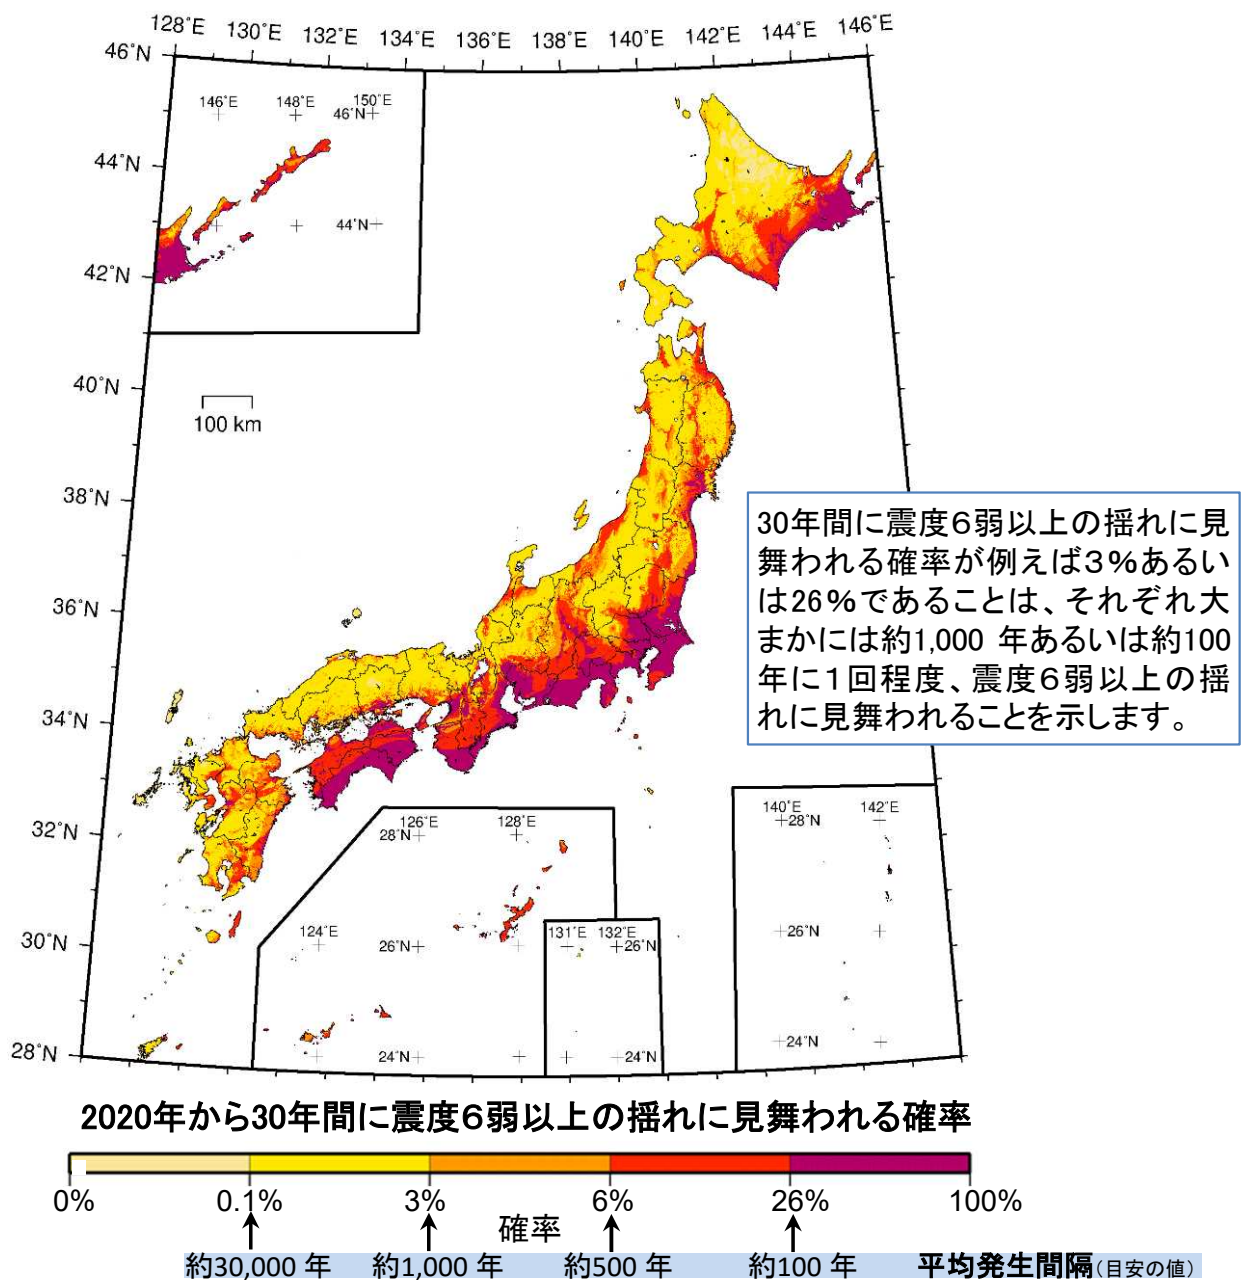 128°E 130°E 132°E 134°E 136°E 138°E 140°E 142°E 144°E 146°E
46°N
146°E 148°E 150°E
46°N
44°N
44°N
42°N
40°N
100 km
38°N
30年間に震度６弱以上の揺れに見
舞われる確率が例えば３％あるい
は26％であることは、それぞれ大
まかには約1,000 年あるいは約100
年に１回程度、震度６弱以上の揺
れに見舞われることを示します。
36°N
34°N
32°N
126°E 128°E
28°N
140°E 142°E
28°N
30°N
124°E
26°N
131°E 132°E
26°N
26°N
28°N
24°N
24°N
24°N
2020年から30年間に震度６弱以上の揺れに見舞われる確率
0% 0.1% 3% 6% 26% 100%
確率
約30,000 年 約1,000 年 約500 年 約100 年 平均発生間隔(目安の値)